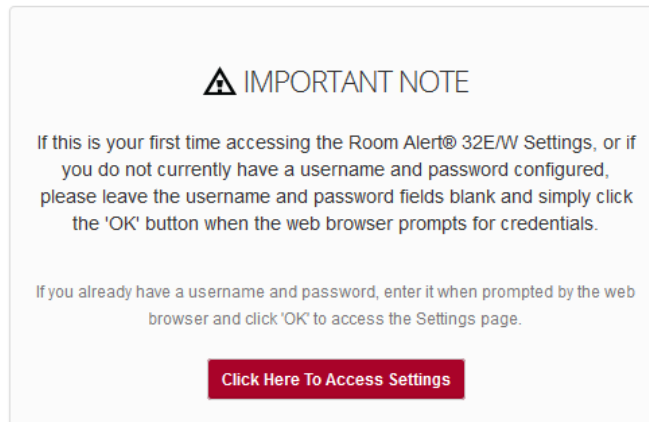 IMPORTANT NOTE
If this is your first time accessing the Room Alert® 32E/W Settings, or if
you do not currently have a username and password configured,
please leave the username and password fields blank and simply click
the 'OK' button when the web browser prompts for credentials.
If you already have a username and password, enter it when prompted by the web
browser and click 'OK' to access the Settings page.
Click Here To Access Settings